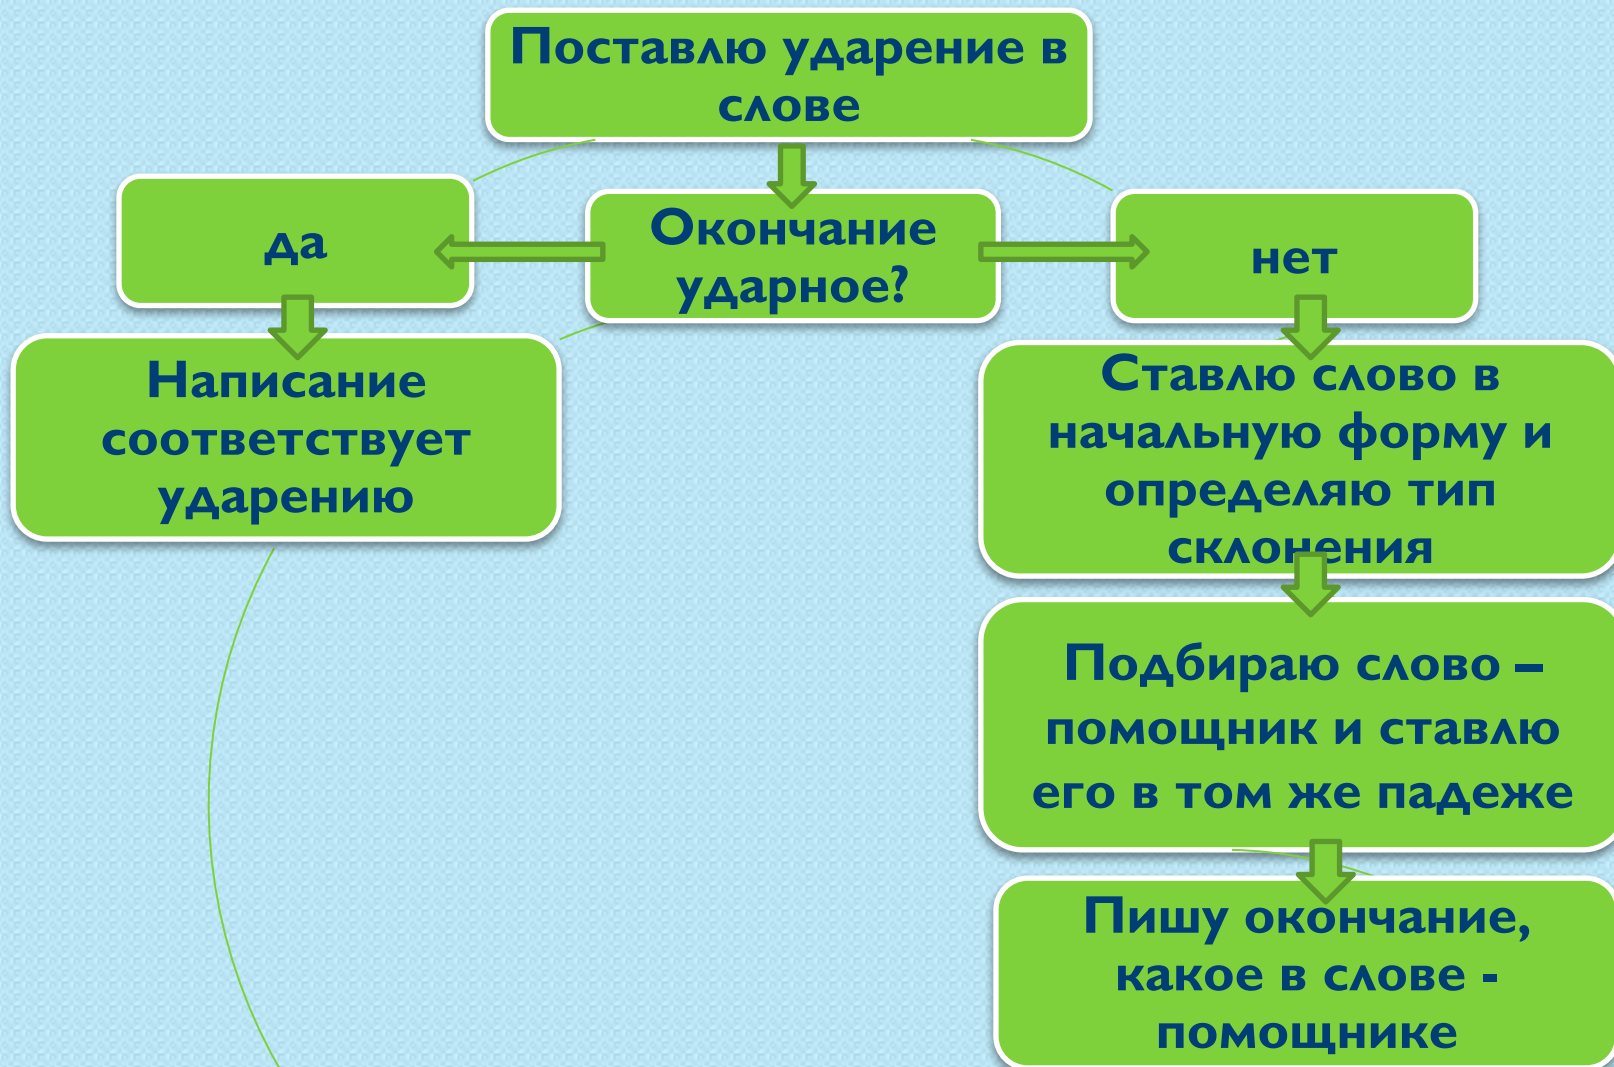 Поставлю ударение в
слове
да
Окончание
ударное?
нет
Написание
соответствует
ударению
Ставлю слово в
начальную форму и
определяю тип
склонения
Подбираю слово –
помощник и ставлю
его в том же падеже
Пишу окончание,
какое в слове -
помощнике